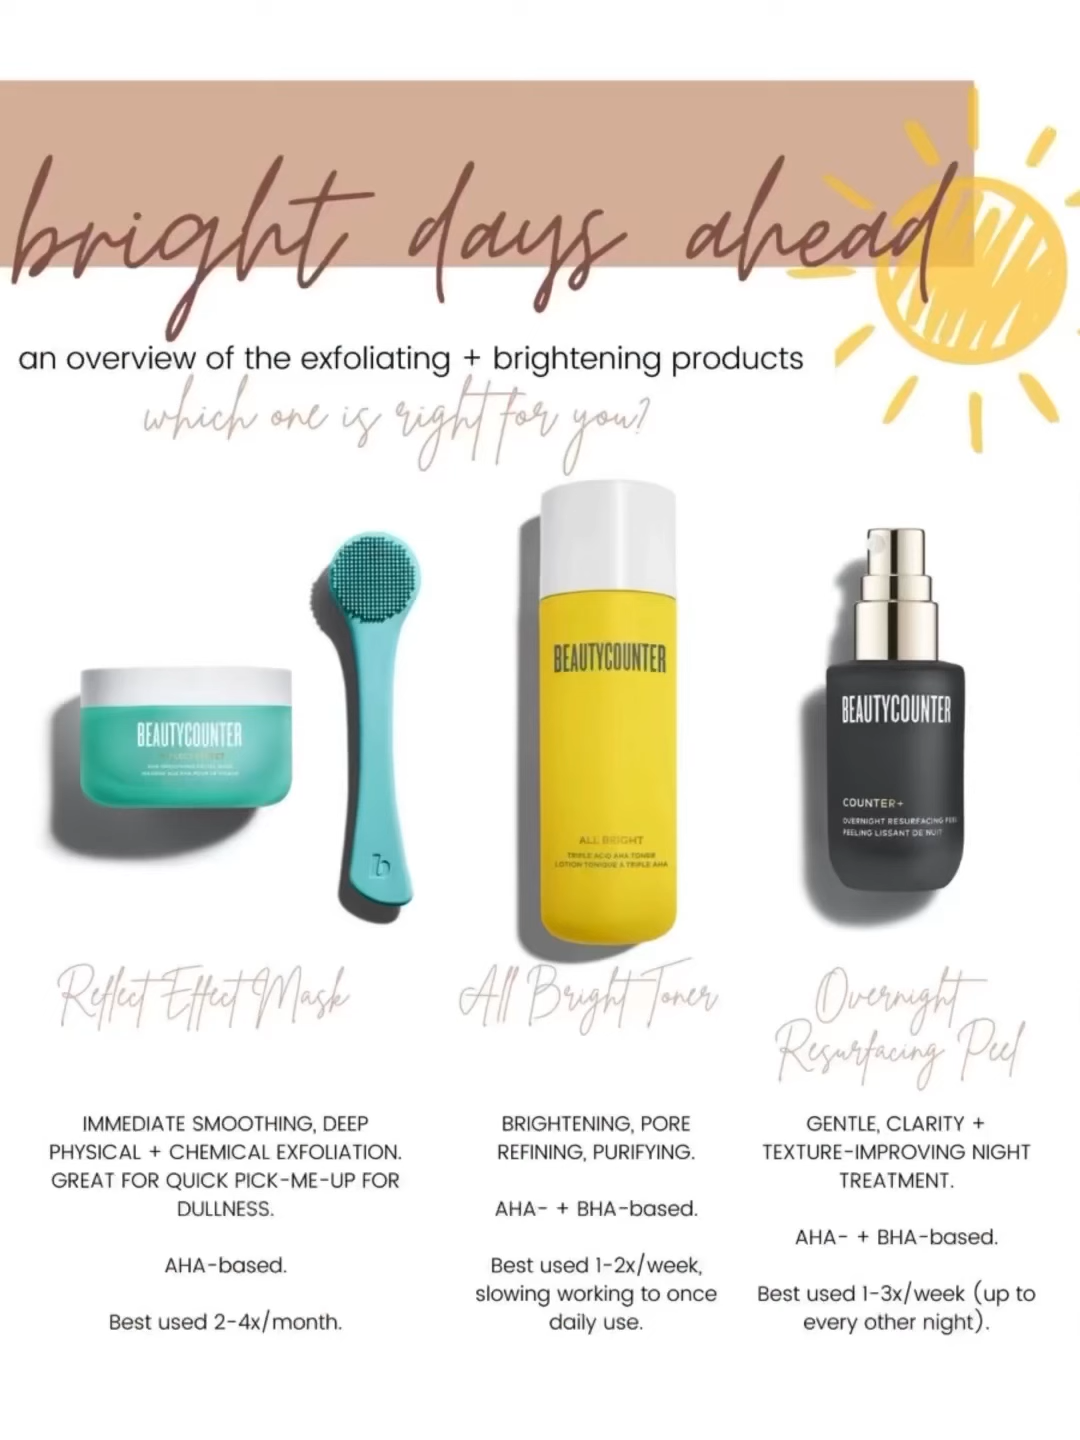 bright days ahead
an overview of the exfoliating + brightening products
which one is right for you?
BEAUTYCOUNTER
b
BEAUTYCOUNTER
ALL BRIGHT
TRIPLE ACID AHA TONER
LOTION TONIQUE À TRIPLE AHA
BEAUTYCOUNTER
COUNTER+
OVERNIGHT RESURFACING PEEL
PEELING LISSANT DE NUIT
Reflect Effect Mask
All Bright Toner
Overnight
Resurfacing Peel
IMMEDIATE SMOOTHING, DEEP
PHYSICAL + CHEMICAL EXFOLIATION.
GREAT FOR QUICK PICK-ME-UP FOR
DULLNESS.
AHA-based.
Best used 2-4x/month.
BRIGHTENING, PORE
REFINING, PURIFYING.
AHA- + BHA-based.
Best used 1-2x/week,
slowing working to once
daily use.
GENTLE, CLARITY +
TEXTURE-IMPROVING NIGHT
TREATMENT.
AHA- + BHA-based.
Best used 1-3x/week (up to
every other night).